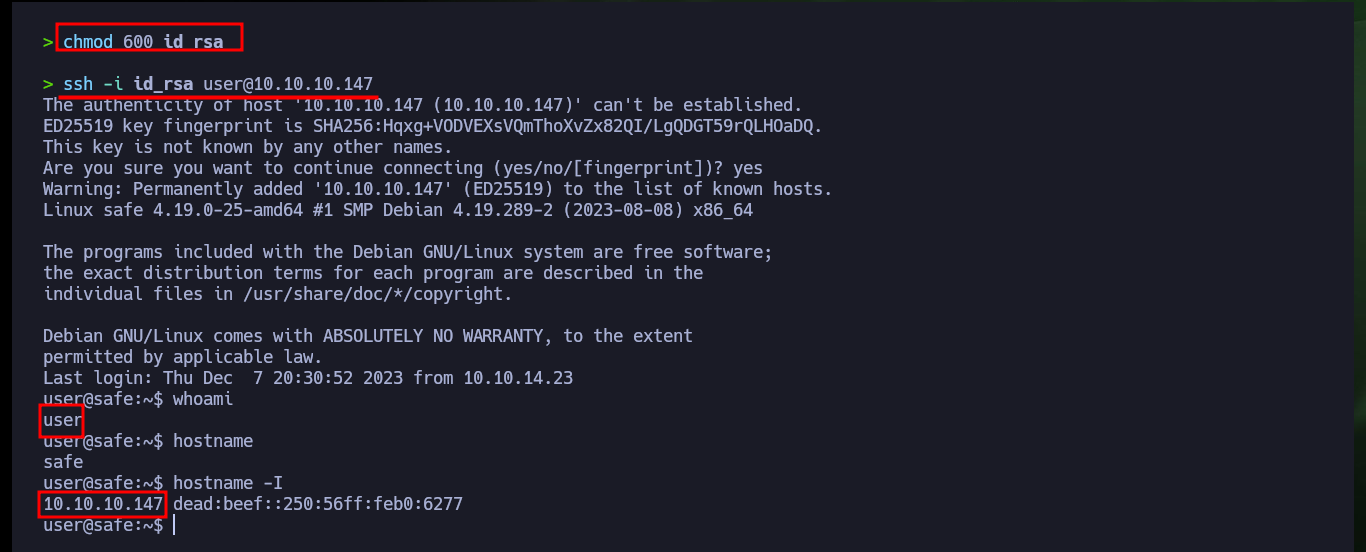 > chmod 600 id_rsa
> ssh -i id_rsa user@10.10.10.147
The authenticity of host '10.10.10.147 (10.10.10.147)' can't be established.
ED25519 key fingerprint is SHA256:Hqxg+VODVEXsVQmThoXvZx82QI/LgQDGT59rQLHOaDQ.
This key is not known by any other names.
Are you sure you want to continue connecting (yes/no/[fingerprint])? yes
Warning: Permanently added '10.10.10.147' (ED25519) to the list of known hosts.
Linux safe 4.19.0-25-amd64 #1 SMP Debian 4.19.289-2 (2023-08-08) x86_64
The programs included with the Debian GNU/Linux system are free software;
the exact distribution terms for each program are described in the
individual files in /usr/share/doc/*/copyright.
Debian GNU/Linux comes with ABSOLUTELY NO WARRANTY, to the extent
permitted by applicable law.
Last login: Thu Dec  7 20:30:52 2023 from 10.10.14.23
user@safe:~$ whoami
user
user@safe:~$ hostname
safe
user@safe:~$ hostname -I
10.10.10.147 dead:beef::250:56ff:feb0:6277
user@safe:~$